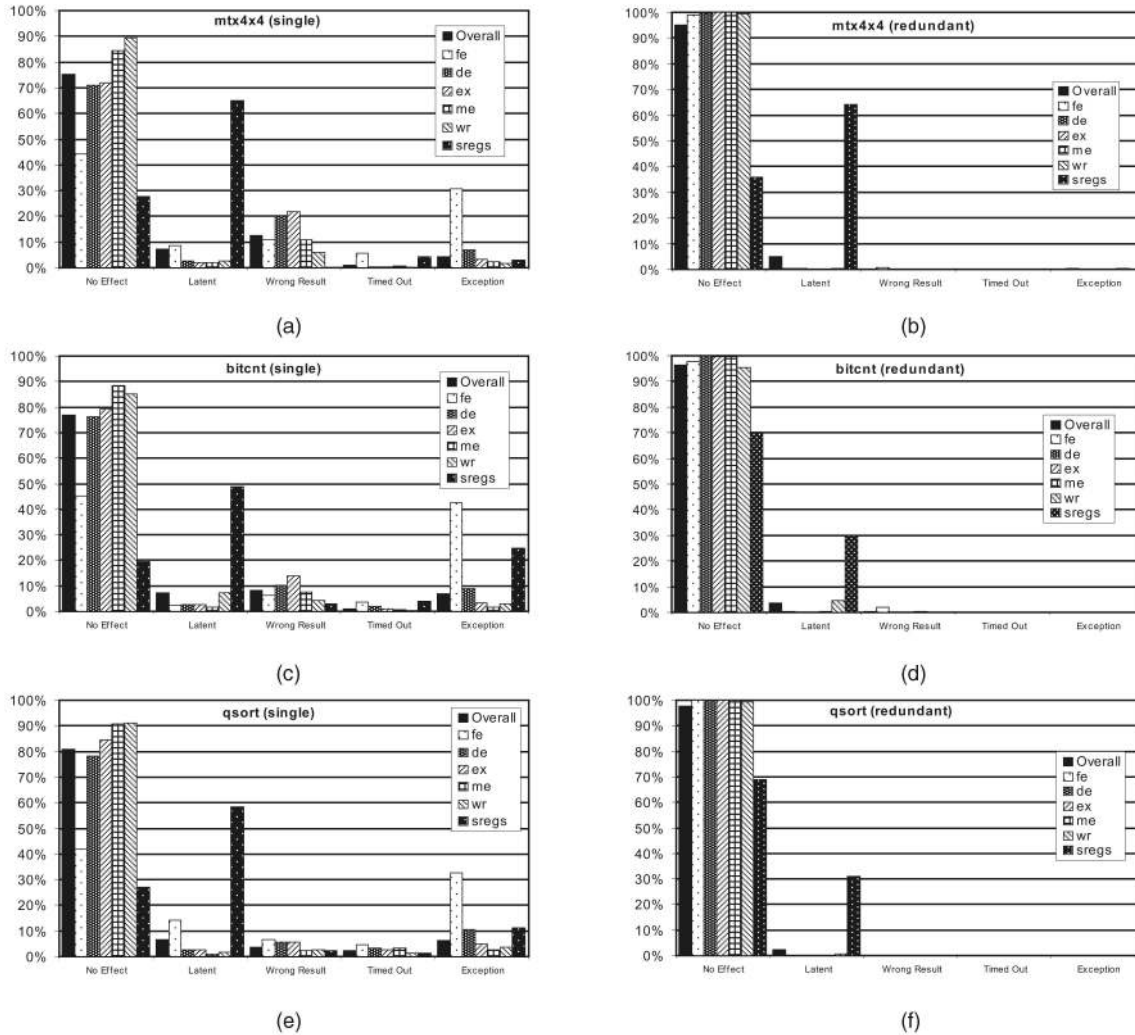 mtx4x4 (single)
100%
90%
80%
70%
60%
50%
40%
30%
20%
10%
0%
Overall
fe
de
ex
me
wr
sregs
No Effect Latent Wrong Result Timed Out Exception
(a)
mtx4x4 (redundant)
100%
90%
80%
70%
60%
50%
40%
30%
20%
10%
0%
Overall
fe
de
ex
me
wr
sregs
No Effect Latent Wrong Result Timed Out Exception
(b)
bitcnt (single)
100%
90%
80%
70%
60%
50%
40%
30%
20%
10%
0%
Overall
fe
de
ex
me
wr
sregs
No Effect Latent Wrong Result Timed Out Exception
(c)
bitcnt (redundant)
100%
90%
80%
70%
60%
50%
40%
30%
20%
10%
0%
Overall
fe
de
ex
me
wr
sregs
No Effect Latent Wrong Result Timed Out Exception
(d)
qsort (single)
100%
90%
80%
70%
60%
50%
40%
30%
20%
10%
0%
Overall
fe
de
ex
me
wr
sregs
No Effect Latent Wrong Result Timed Out Exception
(e)
qsort (redundant)
100%
90%
80%
70%
60%
50%
40%
30%
20%
10%
0%
Overall
fe
de
ex
me
wr
sregs
No Effect Latent Wrong Result Timed Out Exception
(f)